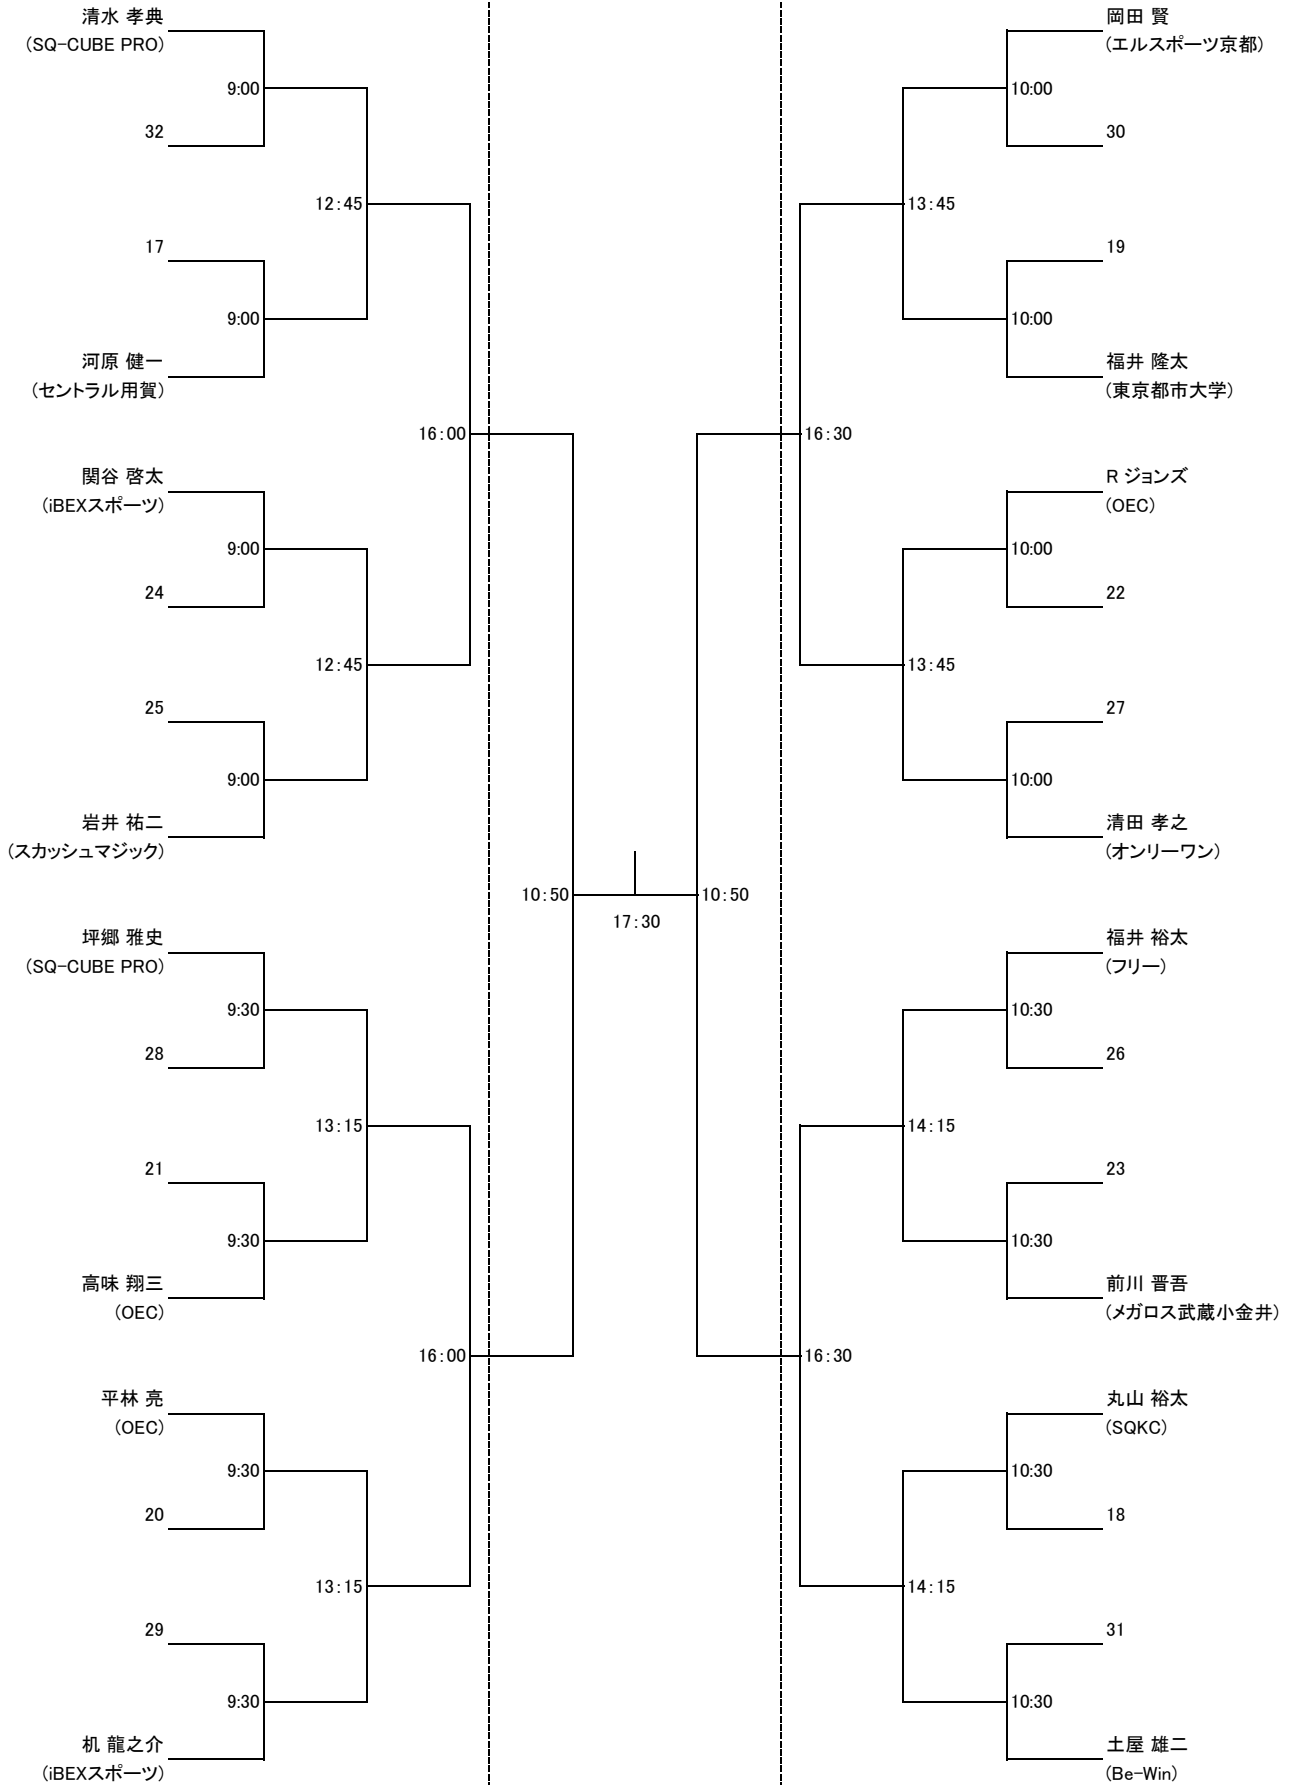 清水 孝典
(SQ-CUBE PRO)
9:00
32
12:45
17
9:00
河原 健一
(セントラル用賀)
16:00
関谷 啓太
(iBEXスポーツ)
9:00
24
12:45
25
9:00
岩井 祐二
(スカッシュマジック)
10:50
坪郷 雅史
(SQ-CUBE PRO)
9:30
28
13:15
21
9:30
高味 翔三
(OEC)
16:00
平林 亮
(OEC)
9:30
20
13:15
29
9:30
机 龍之介
(iBEXスポーツ)
17:30
岡田 賢
(エルスポーツ京都)
10:00
30
13:45
19
10:00
福井 隆太
(東京都市大学)
16:30
R ジョンズ
(OEC)
10:00
22
13:45
27
10:00
清田 孝之
(オンリーワン)
10:50
福井 裕太
(フリー)
10:30
26
14:15
23
10:30
前川 晋吾
(メガロス武蔵小金井)
16:30
丸山 裕太
(SQKC)
10:30
18
14:15
31
10:30
土屋 雄二
(Be-Win)